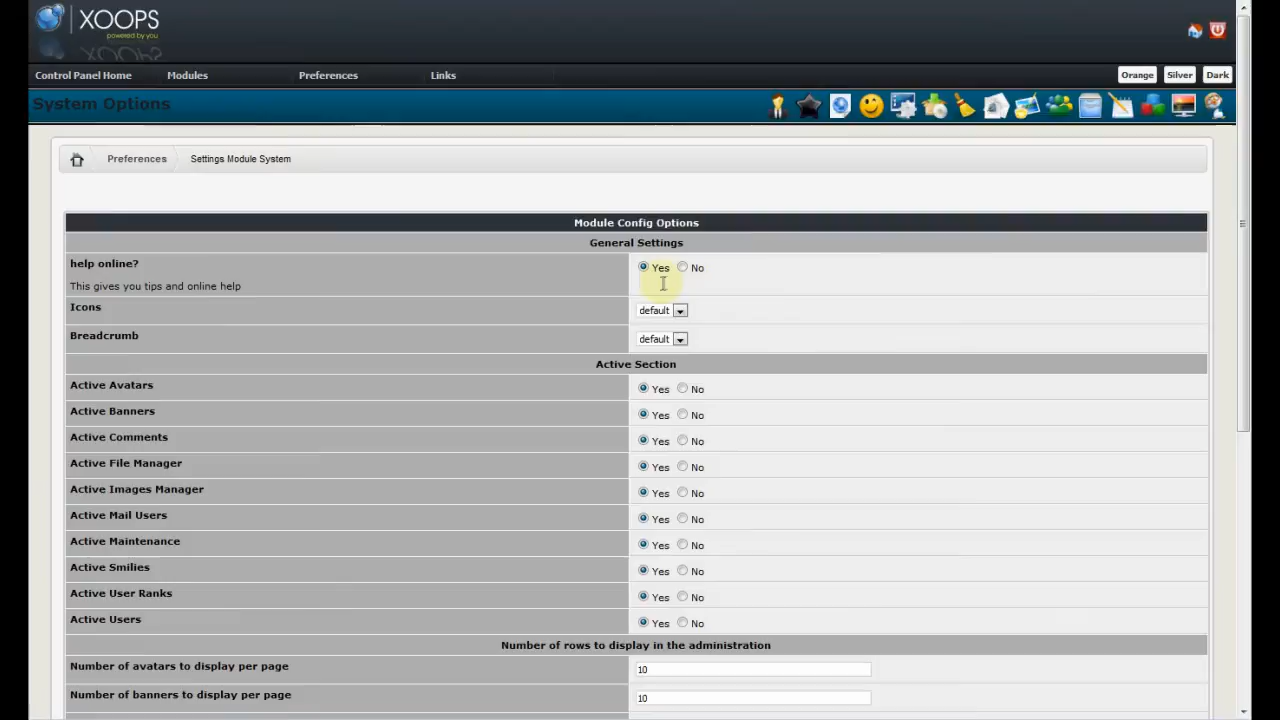 XOOPS
powered by you
Control Panel Home Modules Preferences Links Orange Silver Dark
System Options
Preferences Settings Module System
Module Config Options
General Settings
help online? Yes No
This gives you tips and online help
Icons default
Breadcrumb default
Active Section
Active Avatars Yes No
Active Banners Yes No
Active Comments Yes No
Active File Manager Yes No
Active Images Manager Yes No
Active Mail Users Yes No
Active Maintenance Yes No
Active Smilies Yes No
Active User Ranks Yes No
Active Users Yes No
Number of rows to display in the administration
Number of avatars to display per page 10
Number of banners to display per page 10